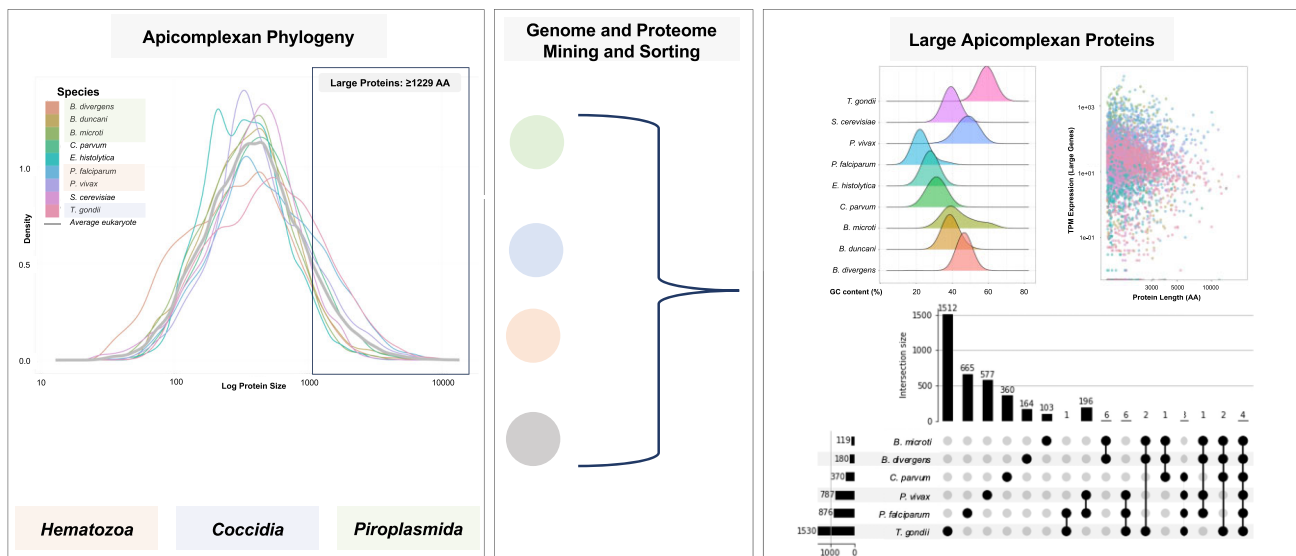 Apicomplexan Phylogeny
Large Proteins: ≥1229 AA
Species
B. divergens
B. duncani
B. microti
C. parvum
E. histolytica
P. falciparum
P. vivax
S. cerevisiae
T. gondii
Average eukaryote
Density
1.0
0.5
0.0
10
100
1000
10000
Log Protein Size
Hematozoa
Coccidia
Piroplasmida
Genome and Proteome
Mining and Sorting
Large Apicomplexan Proteins
T. gondii
S. cerevisiae
P. vivax
P. falciparum
E. histolytica
C. parvum
B. microti
B. duncani
B. divergens
GC content (%)
20
40
60
80
TPM Expression (Large Genes)
1e+03
1e+01
1e-01
3000
5000
10000
Protein Length (AA)
Intersection size
1500
1000
500
0
1512
665
577
360
164
103
1
196
6
6
2
1
3
1
2
4
119
B. microti
180
B. divergens
370
C. parvum
787
P. vivax
876
P. falciparum
1530
T. gondii
1000
0